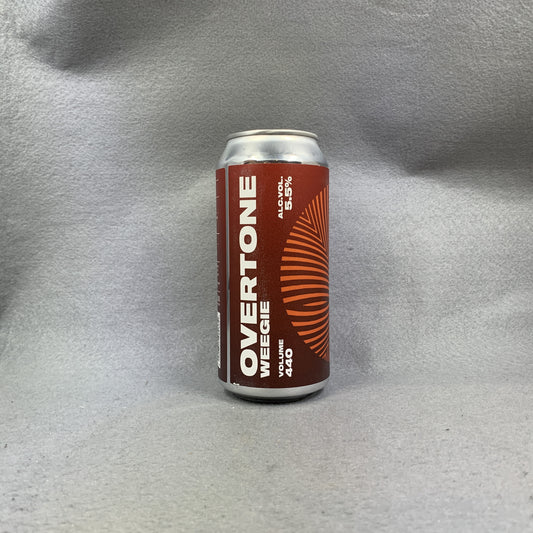 OVERTONE
WEEGIE
VOLUME
440
ALC.VOL.
5.5%